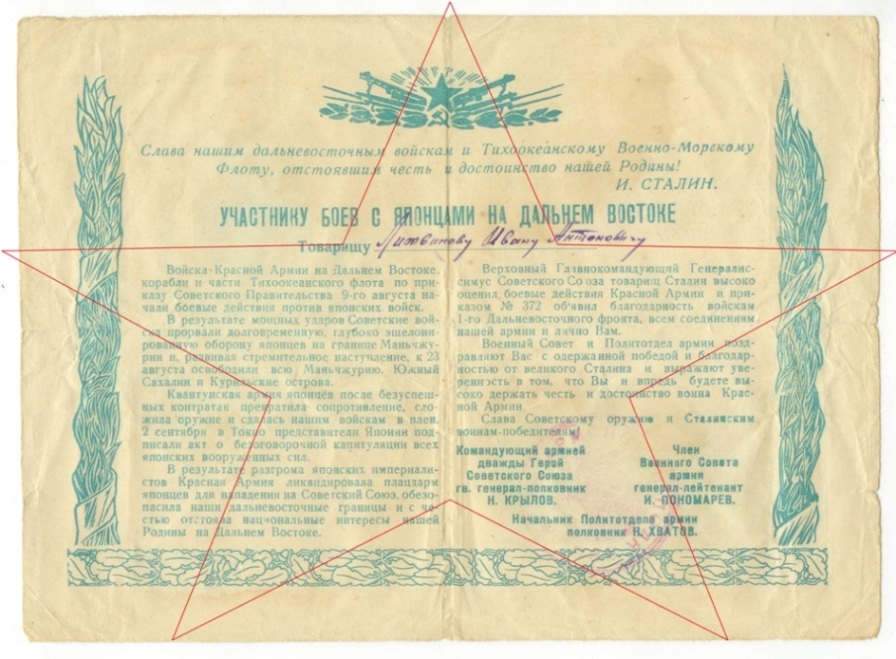 Слава нашим дальневосточным войскам и Тихоокеанскому Военно-Морскому
Флоту, отстоявшим честь и достоинство нашей Родины!
И. СТАЛИН.
УЧАСТНИКУ БОЕВ С ЯПОНЦАМИ НА ДАЛЬНЕМ ВОСТОКЕ
Товарищу Литвинову Ивану Антоновичу
Войска Красной Армии на Дальнем Востоке,
корабли и части Тихоокеанского флота по при-
казу Советского Правительства 9-го августа на-
чали боевые действия против японских войск.
В результате мощных ударов Советские вой-
ска прорвали долговременную, глубоко эшелони-
рованную оборону японцев на границе Маньчжу-
рии и, развивая стремительное наступление, к 23
августа освободили всю Маньчжурию, Южный
Сахалин и Курильские острова.
Квантунская армия японцев после безуспеш-
ных контратак прекратила сопротивление, сло-
жила оружие и сдалась нашим войскам в плен.
2 сентября в Токио представители Японии под-
писали акт о безоговорочной капитуляции всех
японских вооруженных сил.
В результате разгрома японских империали-
стов Красная Армия ликвидировала плацдарм
японцев для нападения на Советский Союз, обезо-
пасила наши дальневосточные границы и с че-
стью отстояла национальные интересы нашей
Родины на Дальнем Востоке.
Верховный Главнокомандующий Генералис-
симус Советского Союза товарищ Сталин высоко
оценил боевые действия Красной Армии и при-
казом № 372 об'явил благодарность войскам
1-го Дальневосточного фронта, всем соединениям
нашей армии и лично Вам.
Военный Совет и Политотдел армии позд-
равляют Вас с одержанной победой и благодар-
ностью от великого Сталина и выражают уве-
ренность в том, что Вы и впредь будете вы-
соко держать честь и достоинство воина Крас-
ной Армии.
Слава Советскому оружию и Сталинским
воинам-победителям!
Командующий армией
дважды Герой
Советского Союза
гв. генерал-полковник
Н. КРЫЛОВ.
Член
Военного Совета
армии
генерал-лейтенант
И. ПОНОМАРЕВ.
Начальник Политотдела армии
полковник Н. ХВАТОВ.